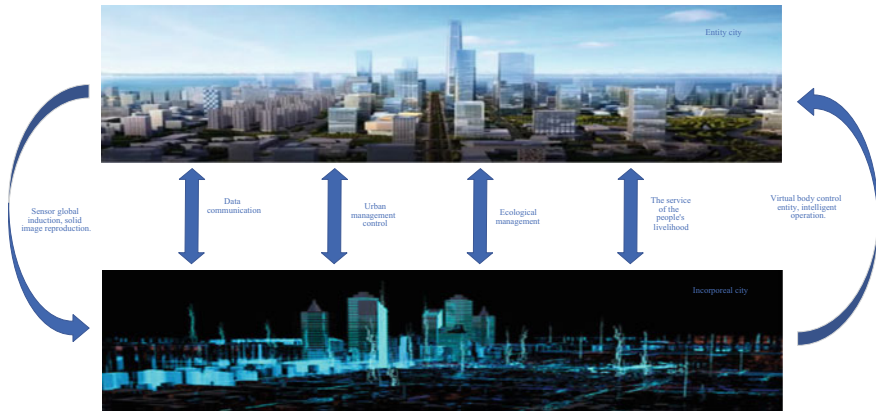 Entity city
Data
communication
Urban
management
control
Ecological
management
The service
of the
people's
livelihood
Sensor global
induction, solid
image reproduction.
Virtual body control
entity, intelligent
operation.
Incorporeal city